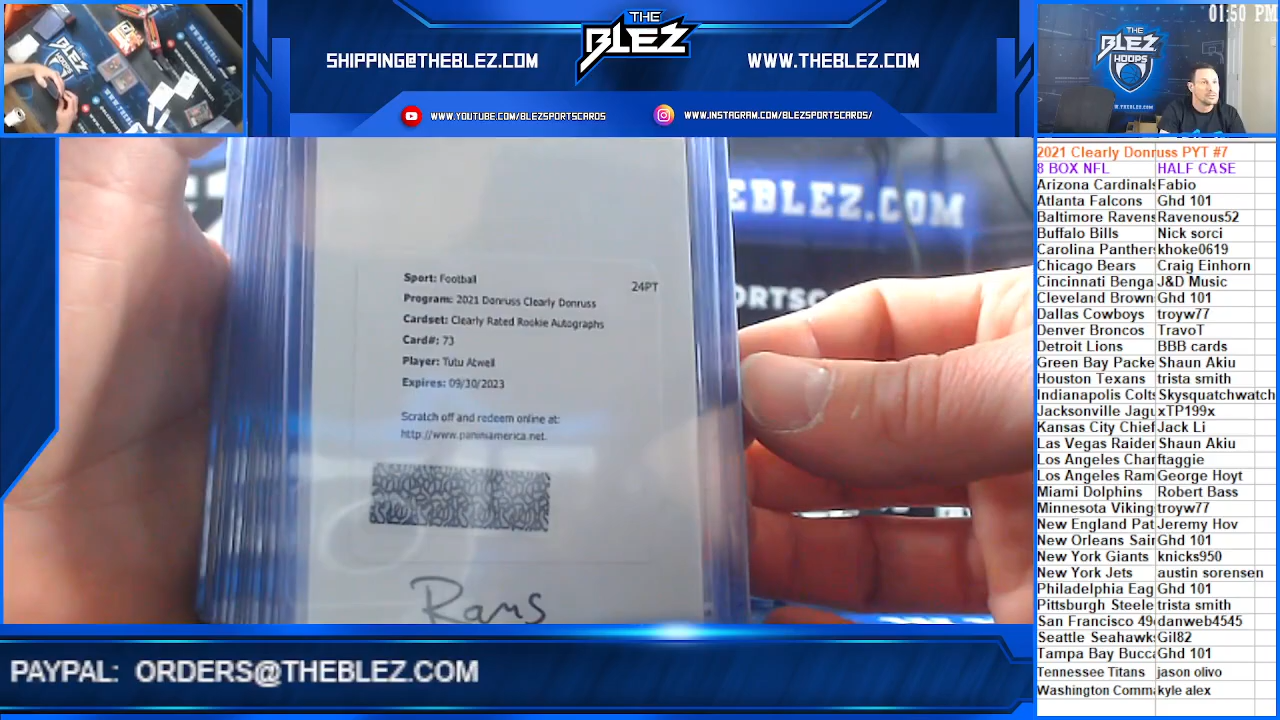 01:50 PM
THE
BLEZ
SHIPPING@THEBLEZ.COM
WWW.THEBLEZ.COM
WWW.YOUTUBE.COM/BLEZSPORTSCARDS
WWW.INSTAGRAM.COM/BLEZSPORTSCARDS/
THE
BLEZ
HOOPS
THEBLEZ.COM
EBLEZ.COM
ORTSC
Sport: Football
24PT
Program: 2021 Donruss Clearly Donruss
Cardset: Clearly Rated Rookie Autographs
Card#: 73
Player: Tutu Atwell
Expires: 09/30/2023
Scratch off and redeem online at:
http://www.paniniamerica.net.
Rams
2021 Clearly Donruss PYT #7
8 BOX NFL HALF CASE
Arizona Cardinals Fabio
Atlanta Falcons Ghd 101
Baltimore Ravens Ravenous52
Buffalo Bills Nick sorci
Carolina Panther khoke0619
Chicago Bears Craig Einhorn
Cincinnati Benga J&D Music
Cleveland Brown Ghd 101
Dallas Cowboys troyw77
Denver Broncos TravoT
Detroit Lions BBB cards
Green Bay Packe Shaun Akiu
Houston Texans trista smith
Indianapolis Colts Skysquatchwatch
Jacksonville Jagu xTP199x
Kansas City Chief Jack Li
Las Vegas Raider Shaun Akiu
Los Angeles Char ftaggie
Los Angeles Ram George Hoyt
Miami Dolphins Robert Bass
Minnesota Viking troyw77
New England Pat Jeremy Hov
New Orleans Sain Ghd 101
New York Giants knicks950
New York Jets austin sorensen
Philadelphia Eag Ghd 101
Pittsburgh Steele trista smith
San Francisco 49 danweb4545
Seattle Seahawks Gil82
Tampa Bay Bucca Ghd 101
Tennessee Titans jason olivo
Washington Comma kyle alex
PAYPAL: ORDERS@THEBLEZ.COM